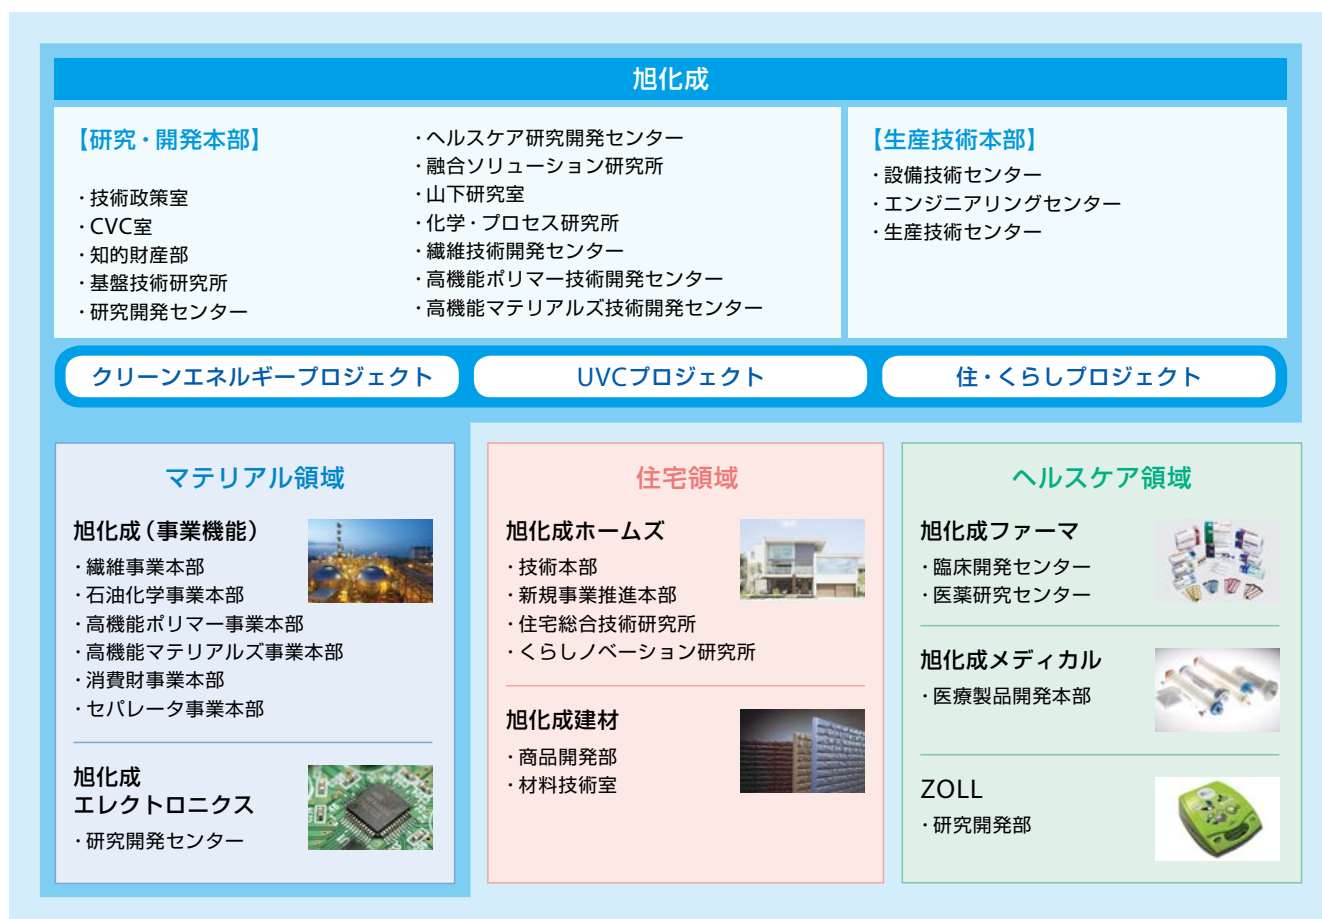 旭化成
【研究・開発本部】
・技術政策室
・CVC室
・知的財産部
・基盤技術研究所
・研究開発センター
・ヘルスケア研究開発センター
・融合ソリューション研究所
・山下研究室
・化学・プロセス研究所
・繊維技術開発センター
・高機能ポリマー技術開発センター
・高機能マテリアルズ技術開発センター
【生産技術本部】
・設備技術センター
・エンジニアリングセンター
・生産技術センター
クリーンエネルギープロジェクト
UVCプロジェクト
住・くらしプロジェクト
マテリアル領域
旭化成（事業機能）
・繊維事業本部
・石油化学事業本部
・高機能ポリマー事業本部
・高機能マテリアルズ事業本部
・消費財事業本部
・セパレータ事業本部
旭化成
エレクトロニクス
・研究開発センター
住宅領域
旭化成ホームズ
・技術本部
・新規事業推進本部
・住宅総合技術研究所
・くらしノベーション研究所
旭化成建材
・商品開発部
・材料技術室
ヘルスケア領域
旭化成ファーマ
・臨床開発センター
・医薬研究センター
旭化成メディカル
・医療製品開発本部
ZOLL
・研究開発部